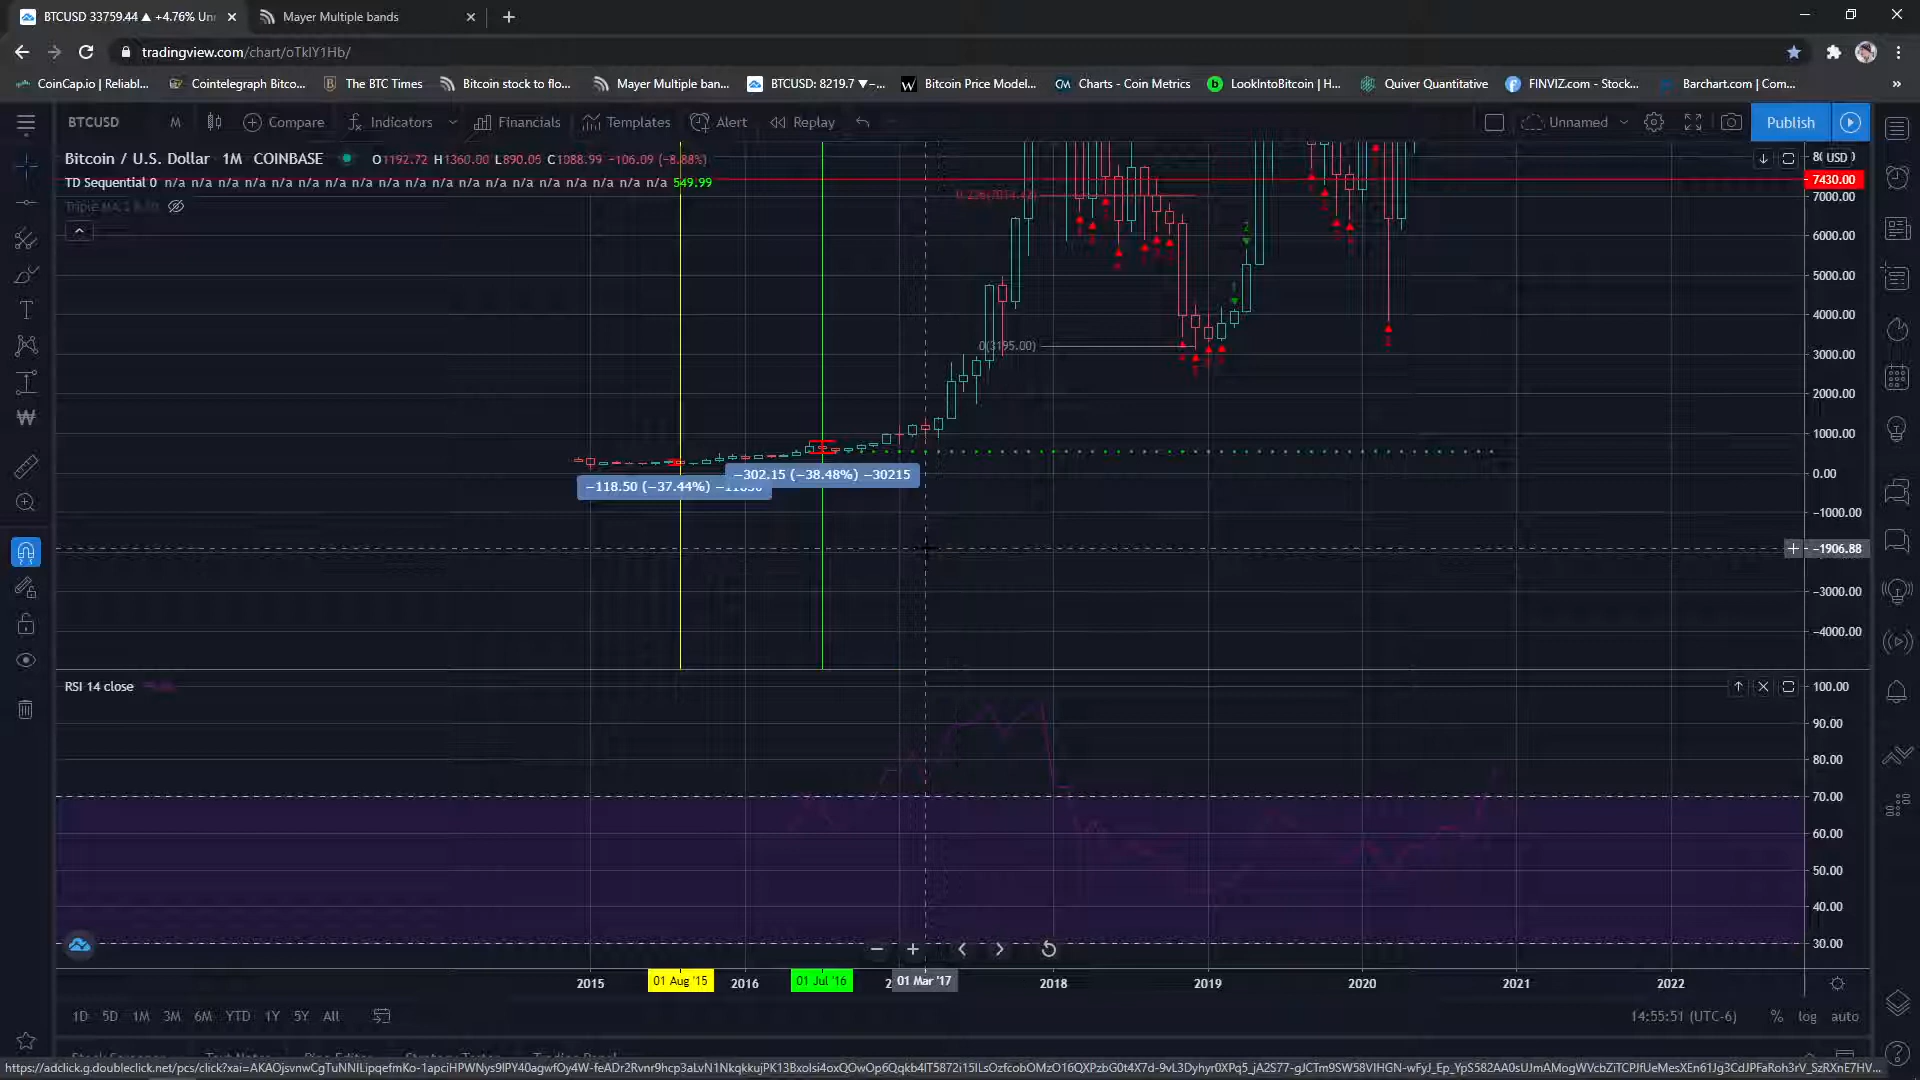 BTCUSD 33759.44 ▲ +4.76% Un
Mayer Multiple bands
tradingview.com/chart/oTkIY1Hb/
CoinCap.io | Reliabl...
Cointelegraph Bitco...
The BTC Times
Bitcoin stock to flo...
Mayer Multiple ban...
BTCUSD: 8219.7 ▼−...
Bitcoin Price Model...
Charts - Coin Metrics
LookIntoBitcoin | H...
Quiver Quantitative
FINVIZ.com - Stock...
Barchart.com | Com...
BTCUSD M Compare Indicators Financials Templates Alert Replay Unnamed Publish
Bitcoin / U.S. Dollar 1M COINBASE O1192.72 H1360.00 L890.05 C1088.99 −106.09 (−8.88%)
TD Sequential 0 n/a n/a n/a n/a n/a n/a n/a n/a n/a n/a n/a n/a n/a n/a n/a n/a n/a n/a 549.99
USD
7430.00
7000.00
6000.00
5000.00
4000.00
3000.00
2000.00
1000.00
0.00
−1000.00
−1906.88
−3000.00
−4000.00
0(3195.00)
−302.15 (−38.48%) −30215
−118.50 (−37.44%)
RSI 14 close
100.00
90.00
80.00
70.00
60.00
50.00
40.00
30.00
2015 01 Aug '15 2016 01 Jul '16 01 Mar '17 2018 2019 2020 2021 2022
1D 5D 1M 3M 6M YTD 1Y 5Y All
14:55:51 (UTC-6) % log auto